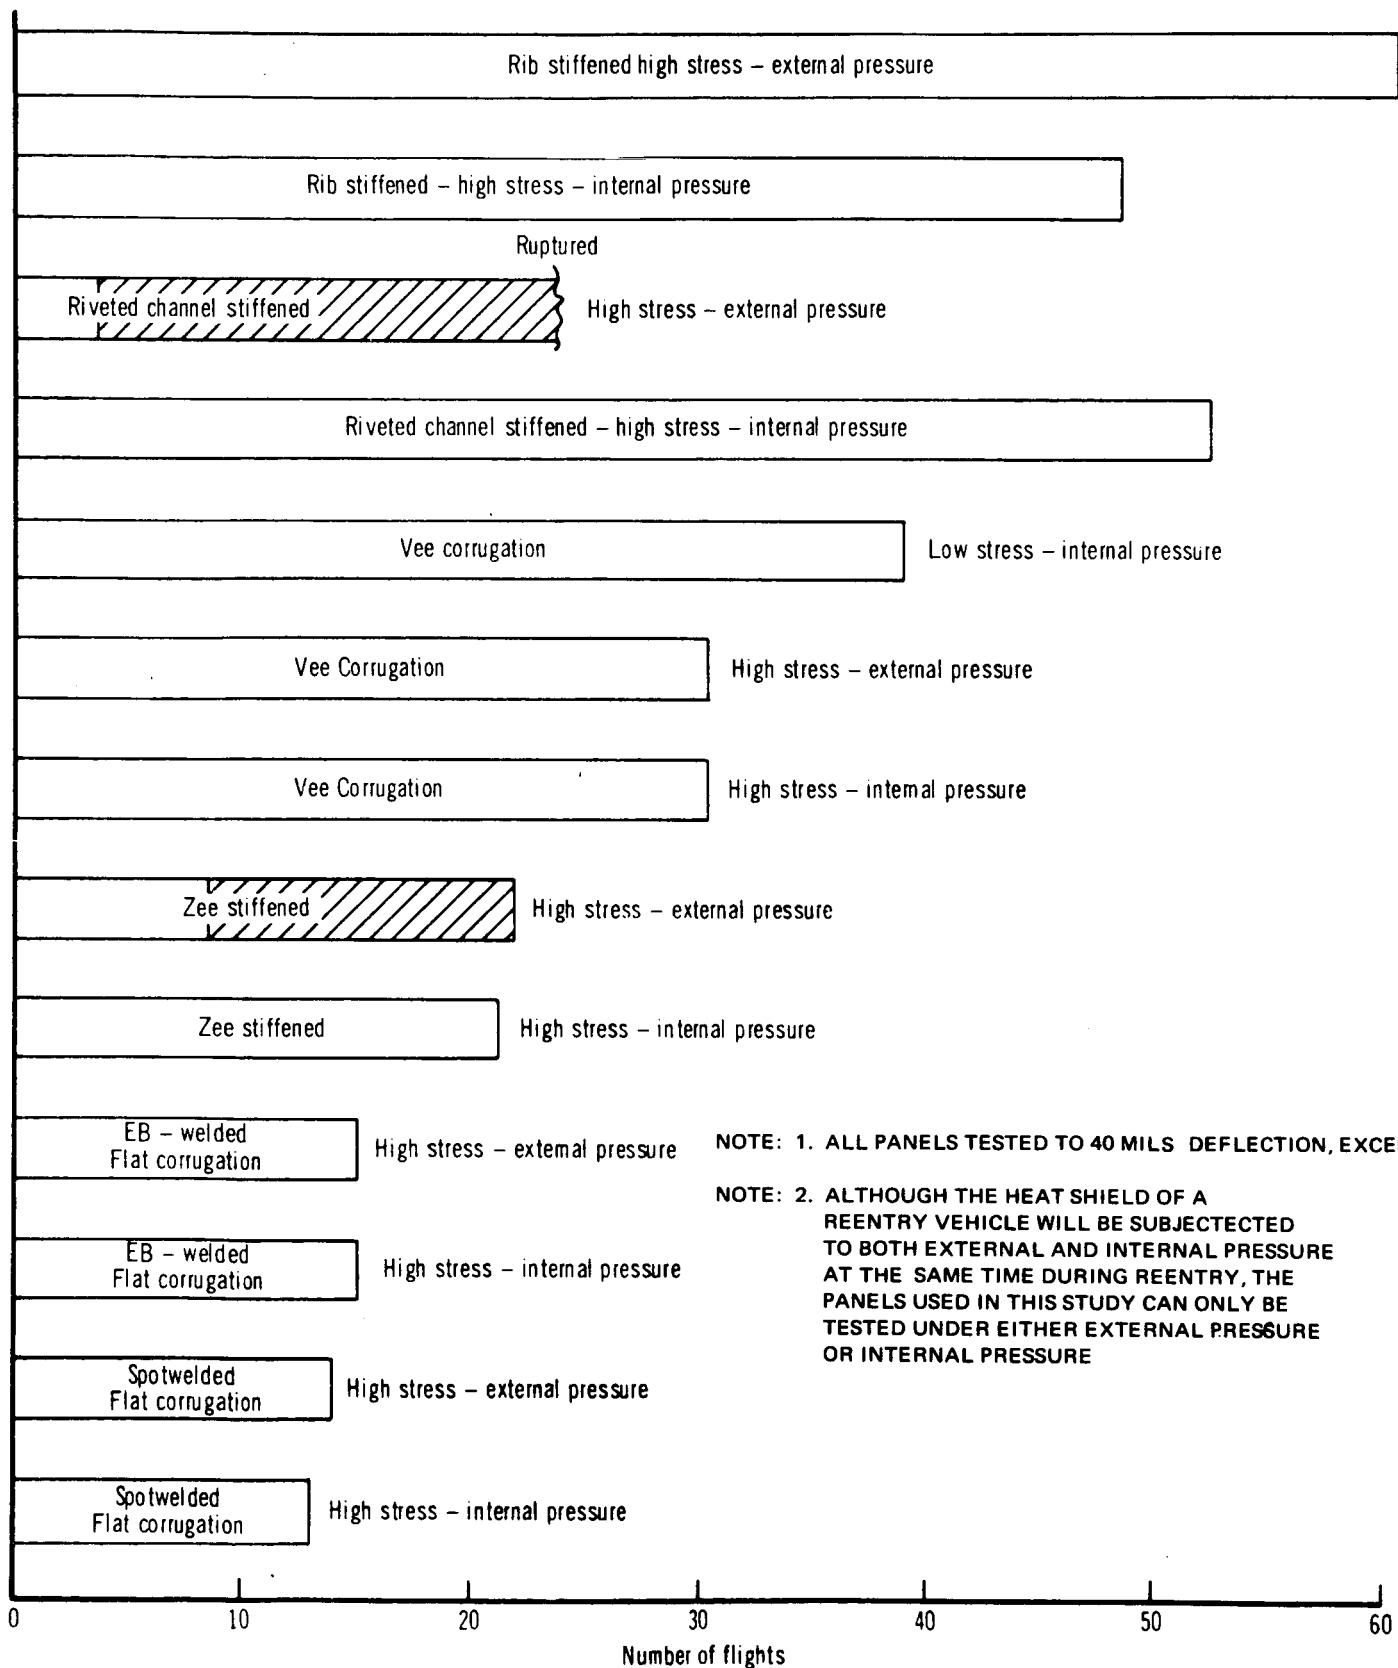 Rib stiffened high stress – external pressure
Rib stiffened – high stress – internal pressure
Ruptured
Riveted channel stiffened High stress – external pressure
Riveted channel stiffened – high stress – internal pressure
Vee corrugation Low stress – internal pressure
Vee Corrugation High stress – external pressure
Vee Corrugation High stress – internal pressure
Zee stiffened High stress – external pressure
Zee stiffened High stress – internal pressure
EB – welded
Flat corrugation
High stress – external pressure
NOTE: 1. ALL PANELS TESTED TO 40 MILS DEFLECTION, EXCE
NOTE: 2. ALTHOUGH THE HEAT SHIELD OF A
REENTRY VEHICLE WILL BE SUBJECTECTED
TO BOTH EXTERNAL AND INTERNAL PRESSURE
AT THE SAME TIME DURING REENTRY, THE
PANELS USED IN THIS STUDY CAN ONLY BE
TESTED UNDER EITHER EXTERNAL PRESSURE
OR INTERNAL PRESSURE
EB – welded
Flat corrugation
High stress – internal pressure
Spotwelded
Flat corrugation
High stress – external pressure
Spotwelded
Flat corrugation
High stress – internal pressure
0 10 20 30 40 50 60
Number of flights